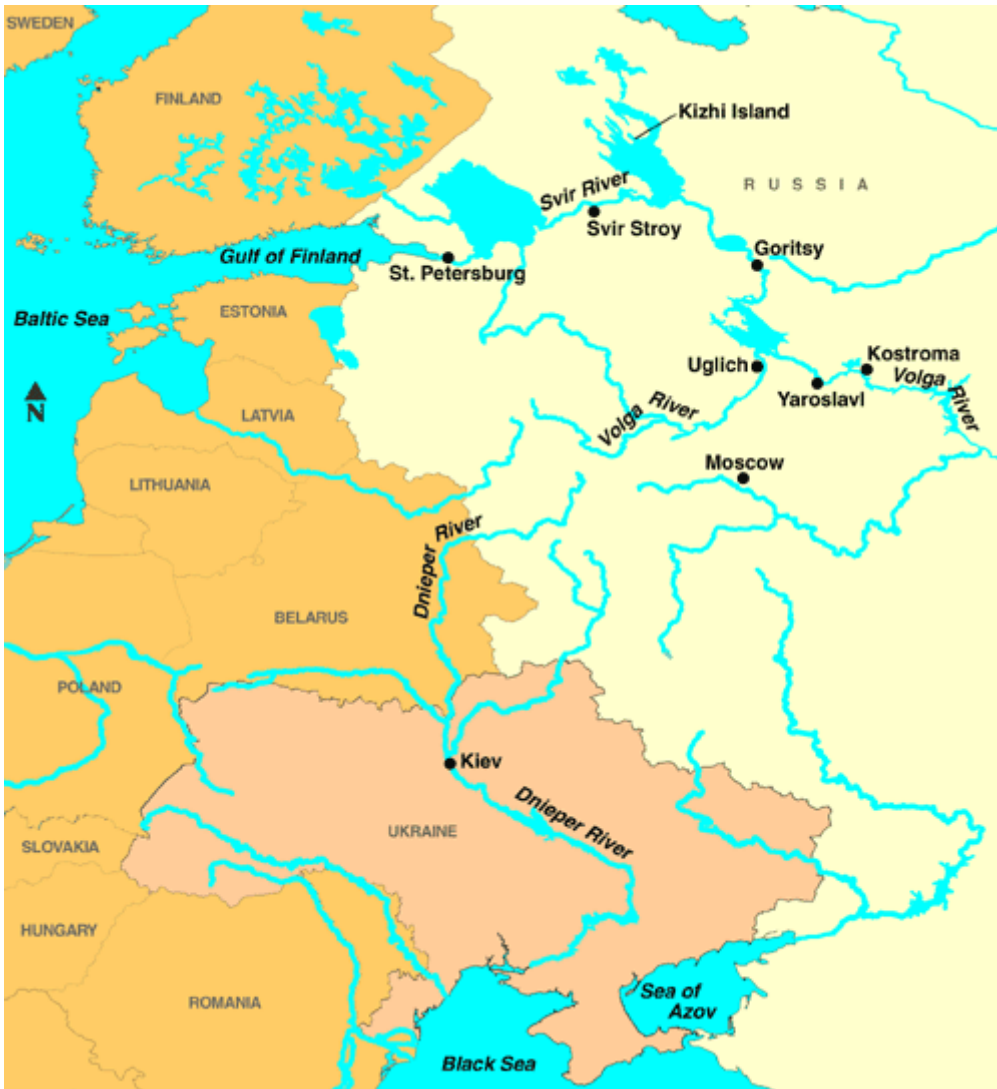 SWEDEN
FINLAND
Kizhi Island
RUSSIA
Svir River
Svir Stroy
Gulf of Finland
St. Petersburg
Goritsy
Baltic Sea
ESTONIA
Uglich
Kostroma
Volga River
Yaroslavl
N
LATVIA
Volga River
Moscow
LITHUANIA
Dnieper River
BELARUS
POLAND
Kiev
Dnieper River
UKRAINE
SLOVAKIA
HUNGARY
ROMANIA
Sea of
Azov
Black Sea